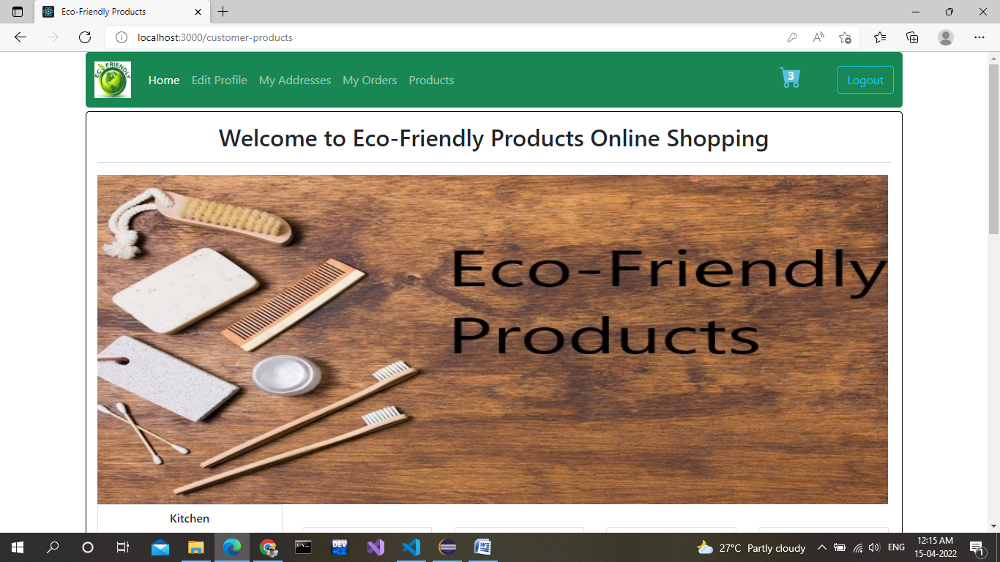 Eco-Friendly Products
localhost:3000/customer-products
ECO FRIENDLY
Home Edit Profile My Addresses My Orders Products
3
Logout
Welcome to Eco-Friendly Products Online Shopping
Eco-Friendly
Products
Kitchen
DEV
27°C Partly cloudy
ENG
12:15 AM
15-04-2022
1